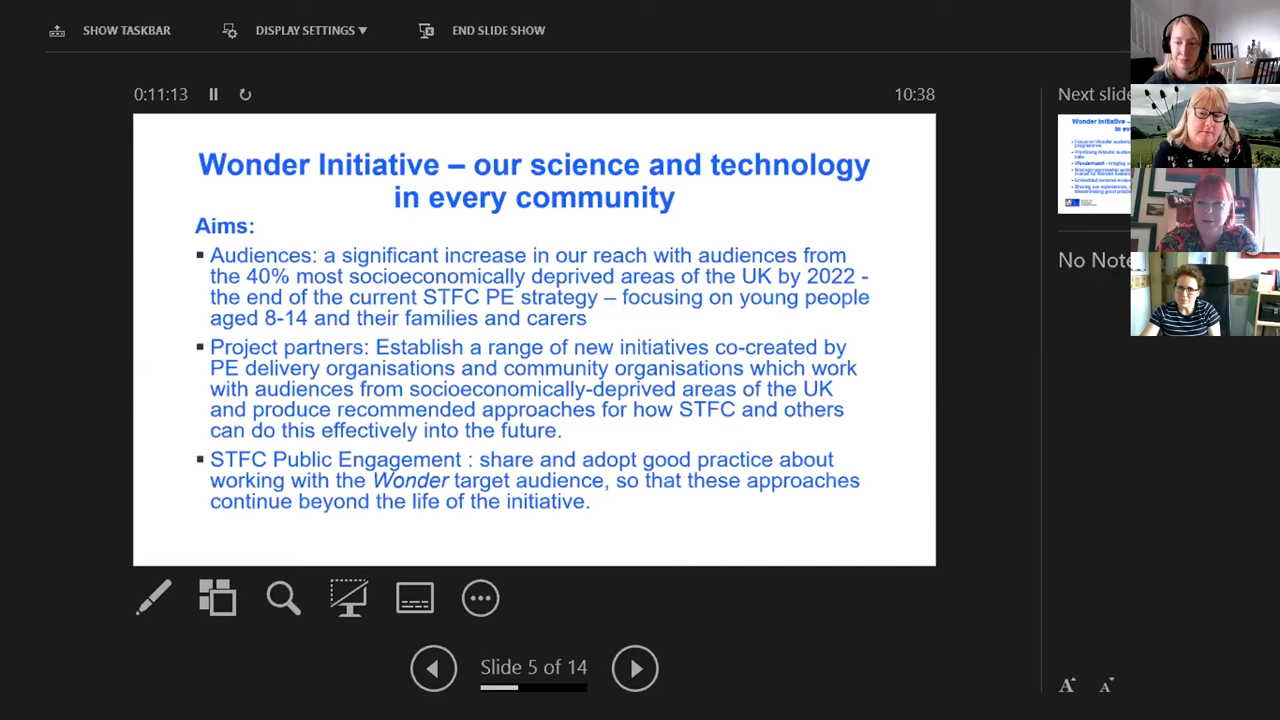 SHOW TASKBAR
DISPLAY SETTINGS ▼
END SLIDE SHOW
0:11:13
10:38
Next slide
Wonder Initiative – our science and technology
in every community
Aims:
▪ Audiences: a significant increase in our reach with audiences from
the 40% most socioeconomically deprived areas of the UK by 2022 -
the end of the current STFC PE strategy – focusing on young people
aged 8-14 and their families and carers
▪ Project partners: Establish a range of new initiatives co-created by
PE delivery organisations and community organisations which work
with audiences from socioeconomically-deprived areas of the UK
and produce recommended approaches for how STFC and others
can do this effectively into the future.
▪ STFC Public Engagement : share and adopt good practice about
working with the Wonder target audience, so that these approaches
continue beyond the life of the initiative.
Wonder Initiative –
in ev
No Note
Slide 5 of 14
A A